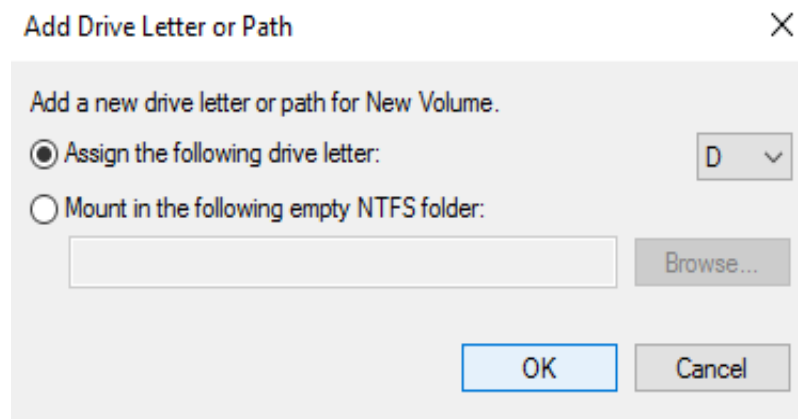 Add Drive Letter or Path
Add a new drive letter or path for New Volume.
Assign the following drive letter:
D
Mount in the following empty NTFS folder:
Browse...
OK
Cancel